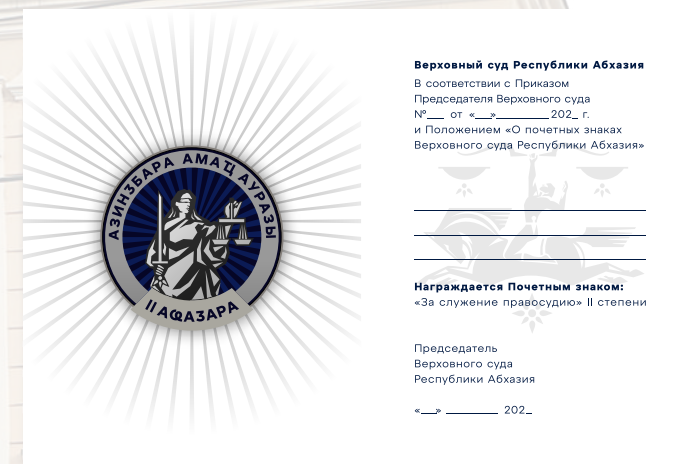 АЗИНЗБАРА АМАҴ АУРАЗЫ
II АҨАЗАРА
Верховный суд Республики Абхазия
В соответствии с Приказом
Председателя Верховного суда
№___ от «___»_________202_ г.
и Положением «О почетных знаках
Верховного суда Республики Абхазия»
Награждается Почетным знаком:
«За служение правосудию» II степени
Председатель
Верховного суда
Республики Абхазия
«___» _________ 202_